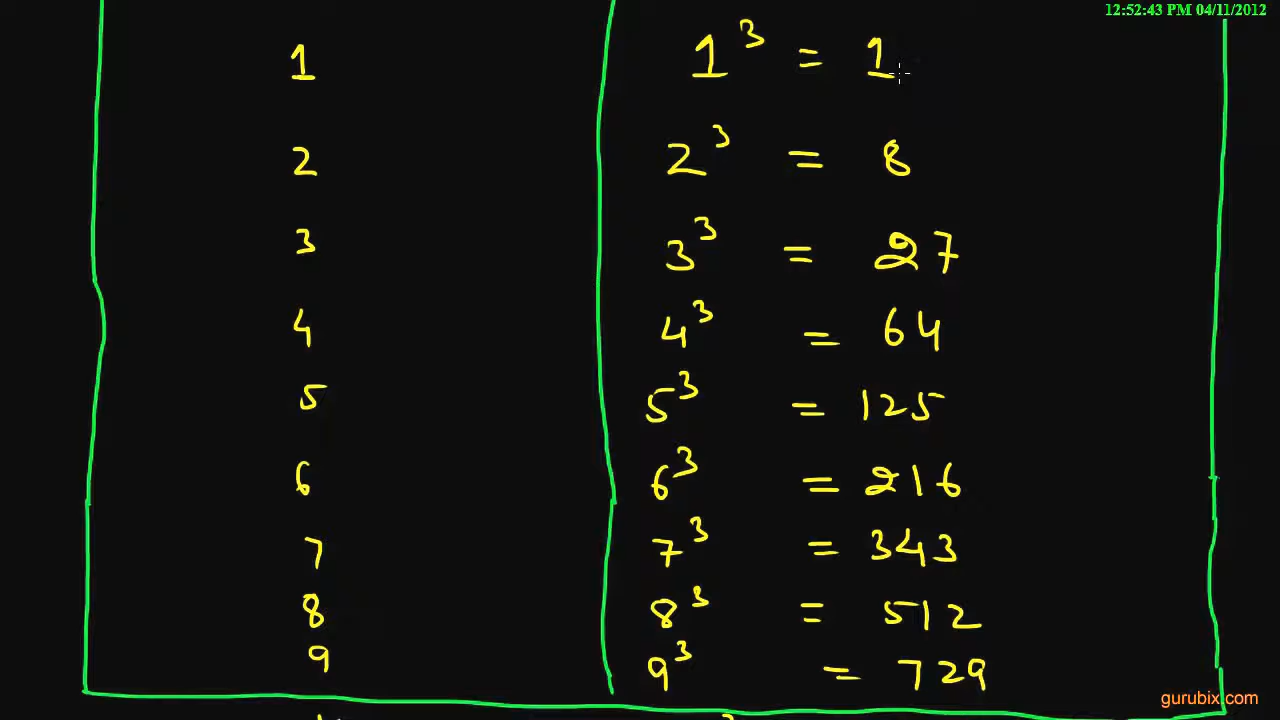 12:52:43 PM 04/11/2012
1 1³ = 1
2 2³ = 8
3 3³ = 27
4 4³ = 64
5 5³ = 125
6 6³ = 216
7 7³ = 343
8 8³ = 512
9 9³ = 729
gurubix.com